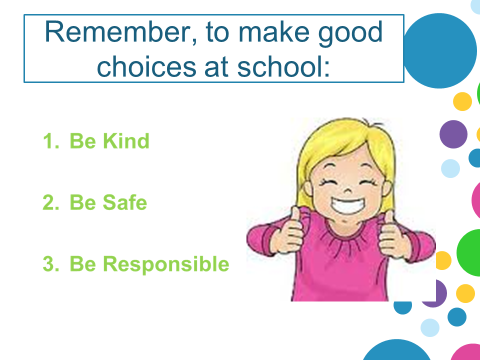 Remember, to make good
choices at school:
1. Be Kind
2. Be Safe
3. Be Responsible